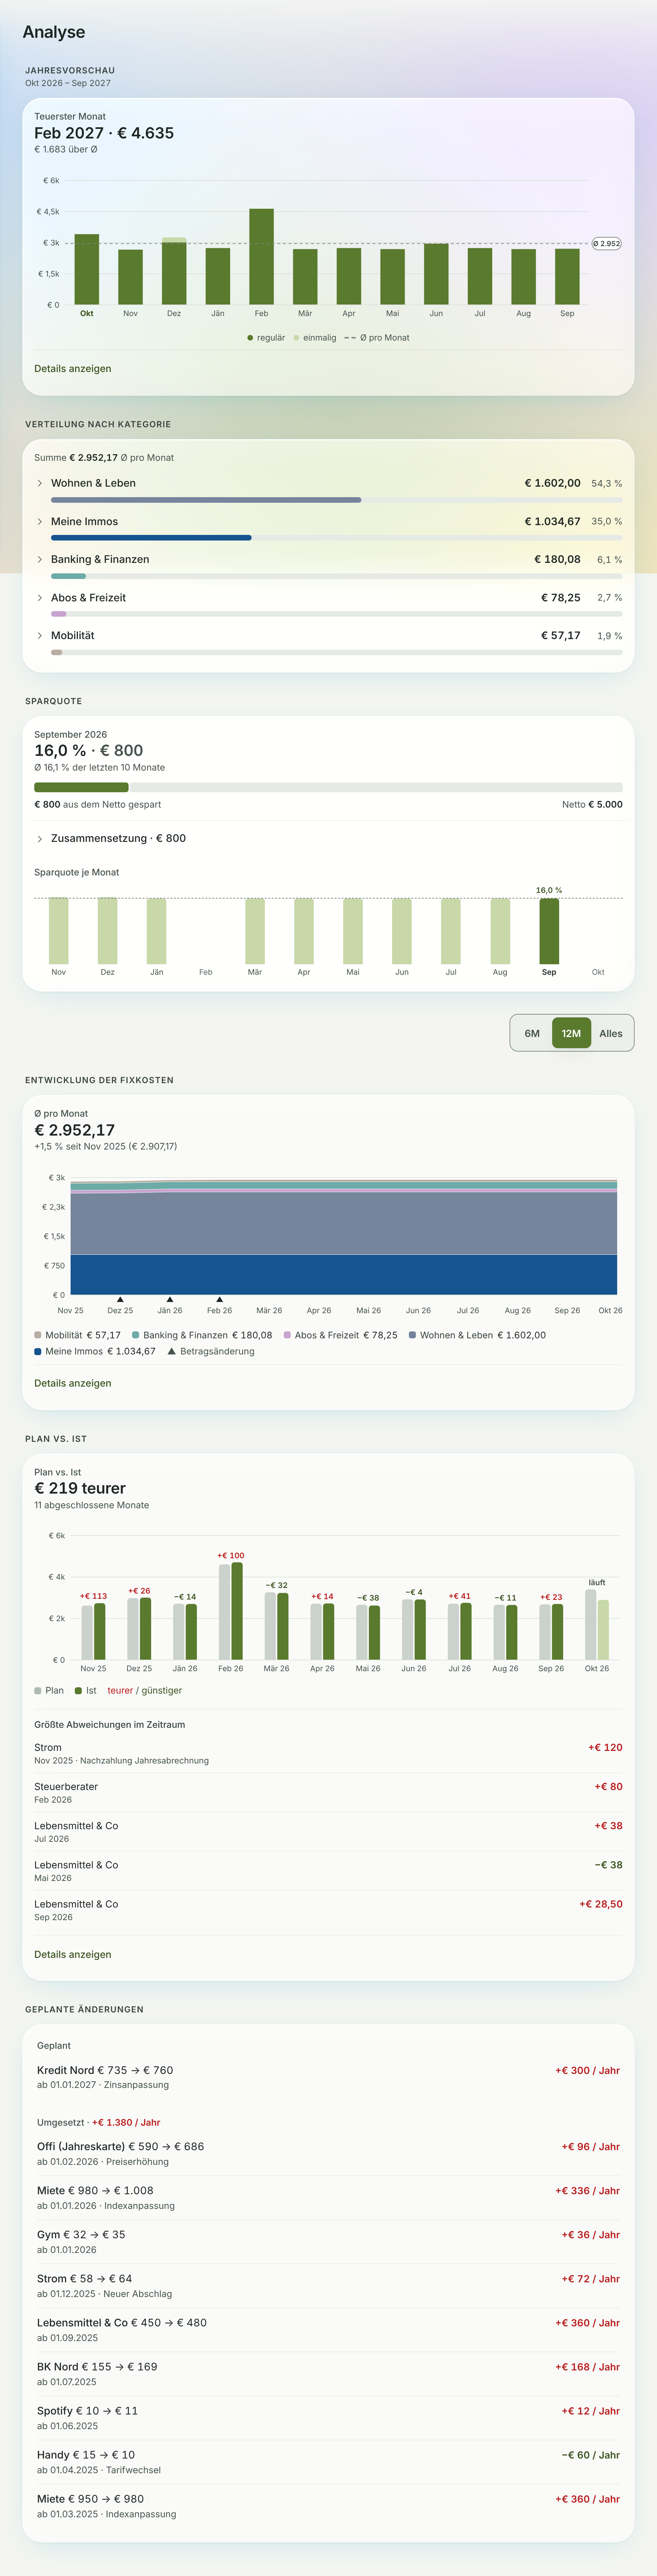 Analyse
JAHRESVORSCHAU
Okt 2026 – Sep 2027
Teuerster Monat
Feb 2027 · € 4.635
€ 1.683 über Ø
€ 6k
€ 4,5k
€ 3k
Ø 2.952
€ 1,5k
€ 0
Okt Nov Dez Jän Feb Mär Apr Mai Jun Jul Aug Sep
regulär einmalig Ø pro Monat
Details anzeigen
VERTEILUNG NACH KATEGORIE
Summe € 2.952,17 Ø pro Monat
Wohnen & Leben € 1.602,00 54,3 %
Meine Immos € 1.034,67 35,0 %
Banking & Finanzen € 180,08 6,1 %
Abos & Freizeit € 78,25 2,7 %
Mobilität € 57,17 1,9 %
SPARQUOTE
September 2026
16,0 % · € 800
Ø 16,1 % der letzten 10 Monate
€ 800 aus dem Netto gespart Netto € 5.000
Zusammensetzung · € 800
Sparquote je Monat
16,0 %
Nov Dez Jän Feb Mär Apr Mai Jun Jul Aug Sep Okt
6M 12M Alles
ENTWICKLUNG DER FIXKOSTEN
Ø pro Monat
€ 2.952,17
+1,5 % seit Nov 2025 (€ 2.907,17)
€ 3k
€ 2,3k
€ 1,5k
€ 750
€ 0
Nov 25 Dez 25 Jän 26 Feb 26 Mär 26 Apr 26 Mai 26 Jun 26 Jul 26 Aug 26 Sep 26 Okt 26
Mobilität € 57,17 Banking & Finanzen € 180,08 Abos & Freizeit € 78,25 Wohnen & Leben € 1.602,00
Meine Immos € 1.034,67 Betragsänderung
Details anzeigen
PLAN VS. IST
Plan vs. Ist
€ 219 teurer
11 abgeschlossene Monate
€ 6k
€ 4k
€ 2k
€ 0
+€ 113 +€ 26 −€ 14 +€ 100 −€ 32 +€ 14 −€ 38 −€ 4 +€ 41 −€ 11 +€ 23 läuft
Nov 25 Dez 25 Jän 26 Feb 26 Mär 26 Apr 26 Mai 26 Jun 26 Jul 26 Aug 26 Sep 26 Okt 26
Plan Ist teurer / günstiger
Größte Abweichungen im Zeitraum
Strom +€ 120
Nov 2025 · Nachzahlung Jahresabrechnung
Steuerberater +€ 80
Feb 2026
Lebensmittel & Co +€ 38
Jul 2026
Lebensmittel & Co −€ 38
Mai 2026
Lebensmittel & Co +€ 28,50
Sep 2026
Details anzeigen
GEPLANTE ÄNDERUNGEN
Geplant
Kredit Nord € 735 → € 760 +€ 300 / Jahr
ab 01.01.2027 · Zinsanpassung
Umgesetzt · +€ 1.380 / Jahr
Offi (Jahreskarte) € 590 → € 686 +€ 96 / Jahr
ab 01.02.2026 · Preiserhöhung
Miete € 980 → € 1.008 +€ 336 / Jahr
ab 01.01.2026 · Indexanpassung
Gym € 32 → € 35 +€ 36 / Jahr
ab 01.01.2026
Strom € 58 → € 64 +€ 72 / Jahr
ab 01.12.2025 · Neuer Abschlag
Lebensmittel & Co € 450 → € 480 +€ 360 / Jahr
ab 01.09.2025
BK Nord € 155 → € 169 +€ 168 / Jahr
ab 01.07.2025
Spotify € 10 → € 11 +€ 12 / Jahr
ab 01.06.2025
Handy € 15 → € 10 −€ 60 / Jahr
ab 01.04.2025 · Tarifwechsel
Miete € 950 → € 980 +€ 360 / Jahr
ab 01.03.2025 · Indexanpassung